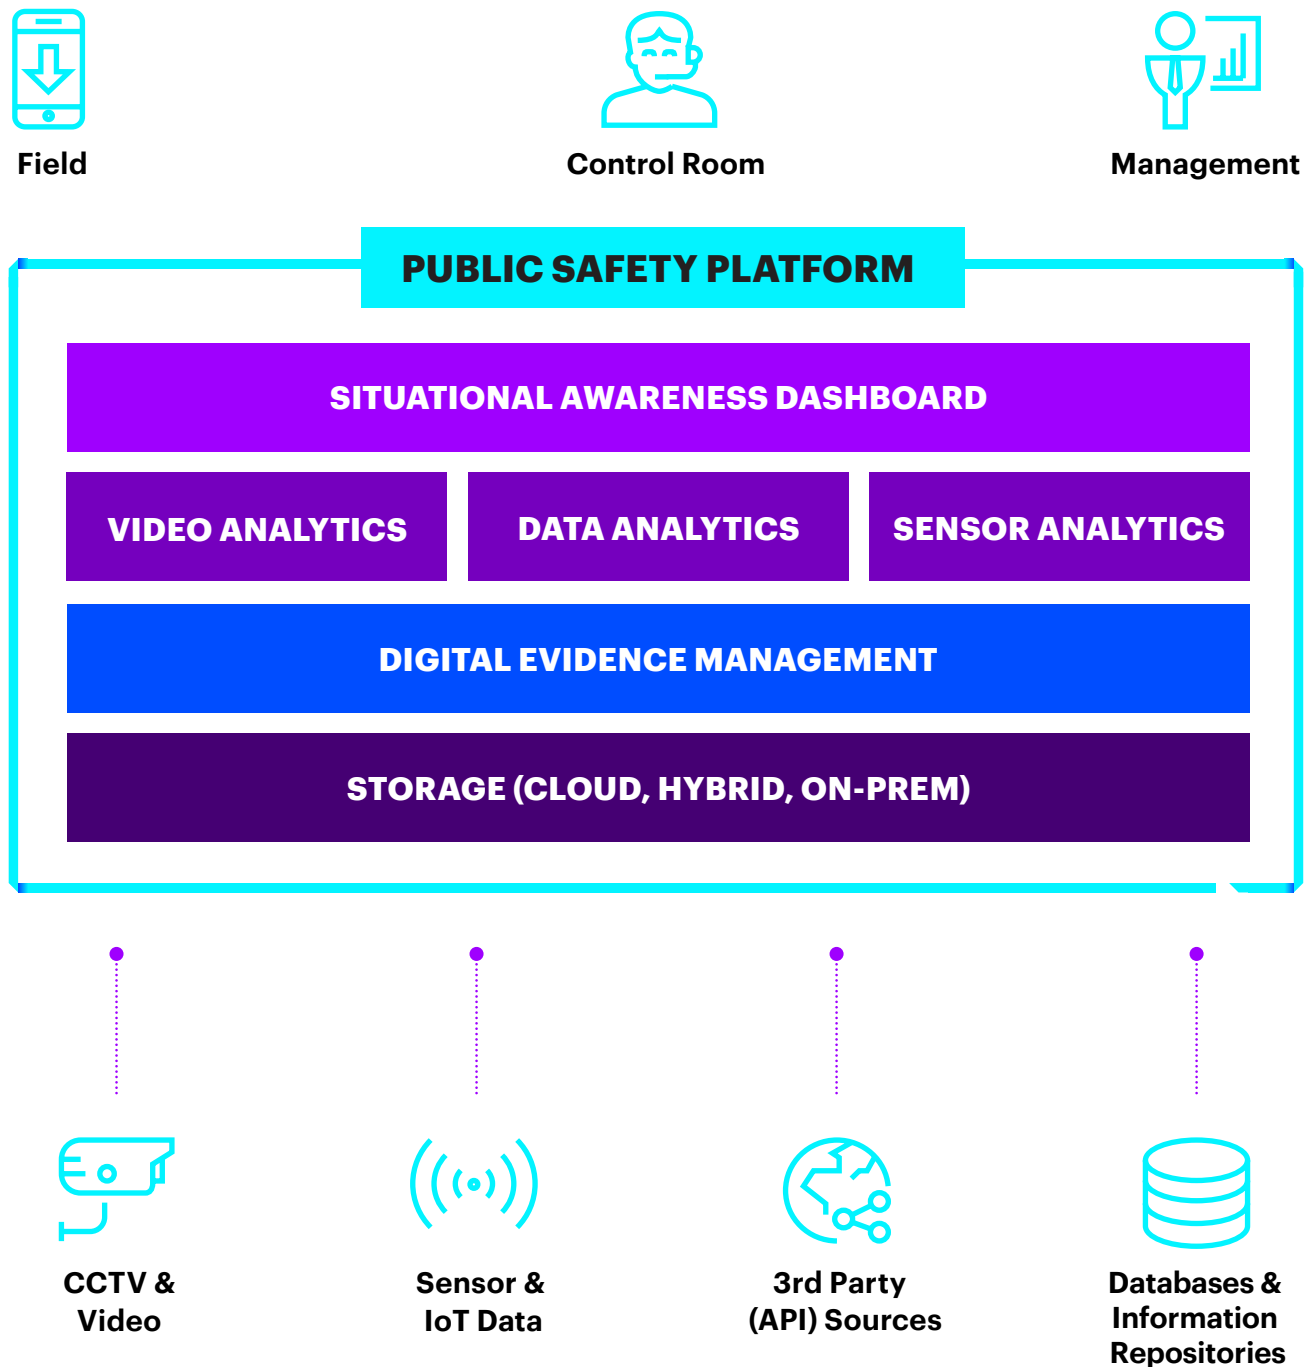 Field
Control Room
Management
PUBLIC SAFETY PLATFORM
SITUATIONAL AWARENESS DASHBOARD
VIDEO ANALYTICS
DATA ANALYTICS
SENSOR ANALYTICS
DIGITAL EVIDENCE MANAGEMENT
STORAGE (CLOUD, HYBRID, ON-PREM)
CCTV &
Video
Sensor &
IoT Data
3rd Party
(API) Sources
Databases &
Information
Repositories